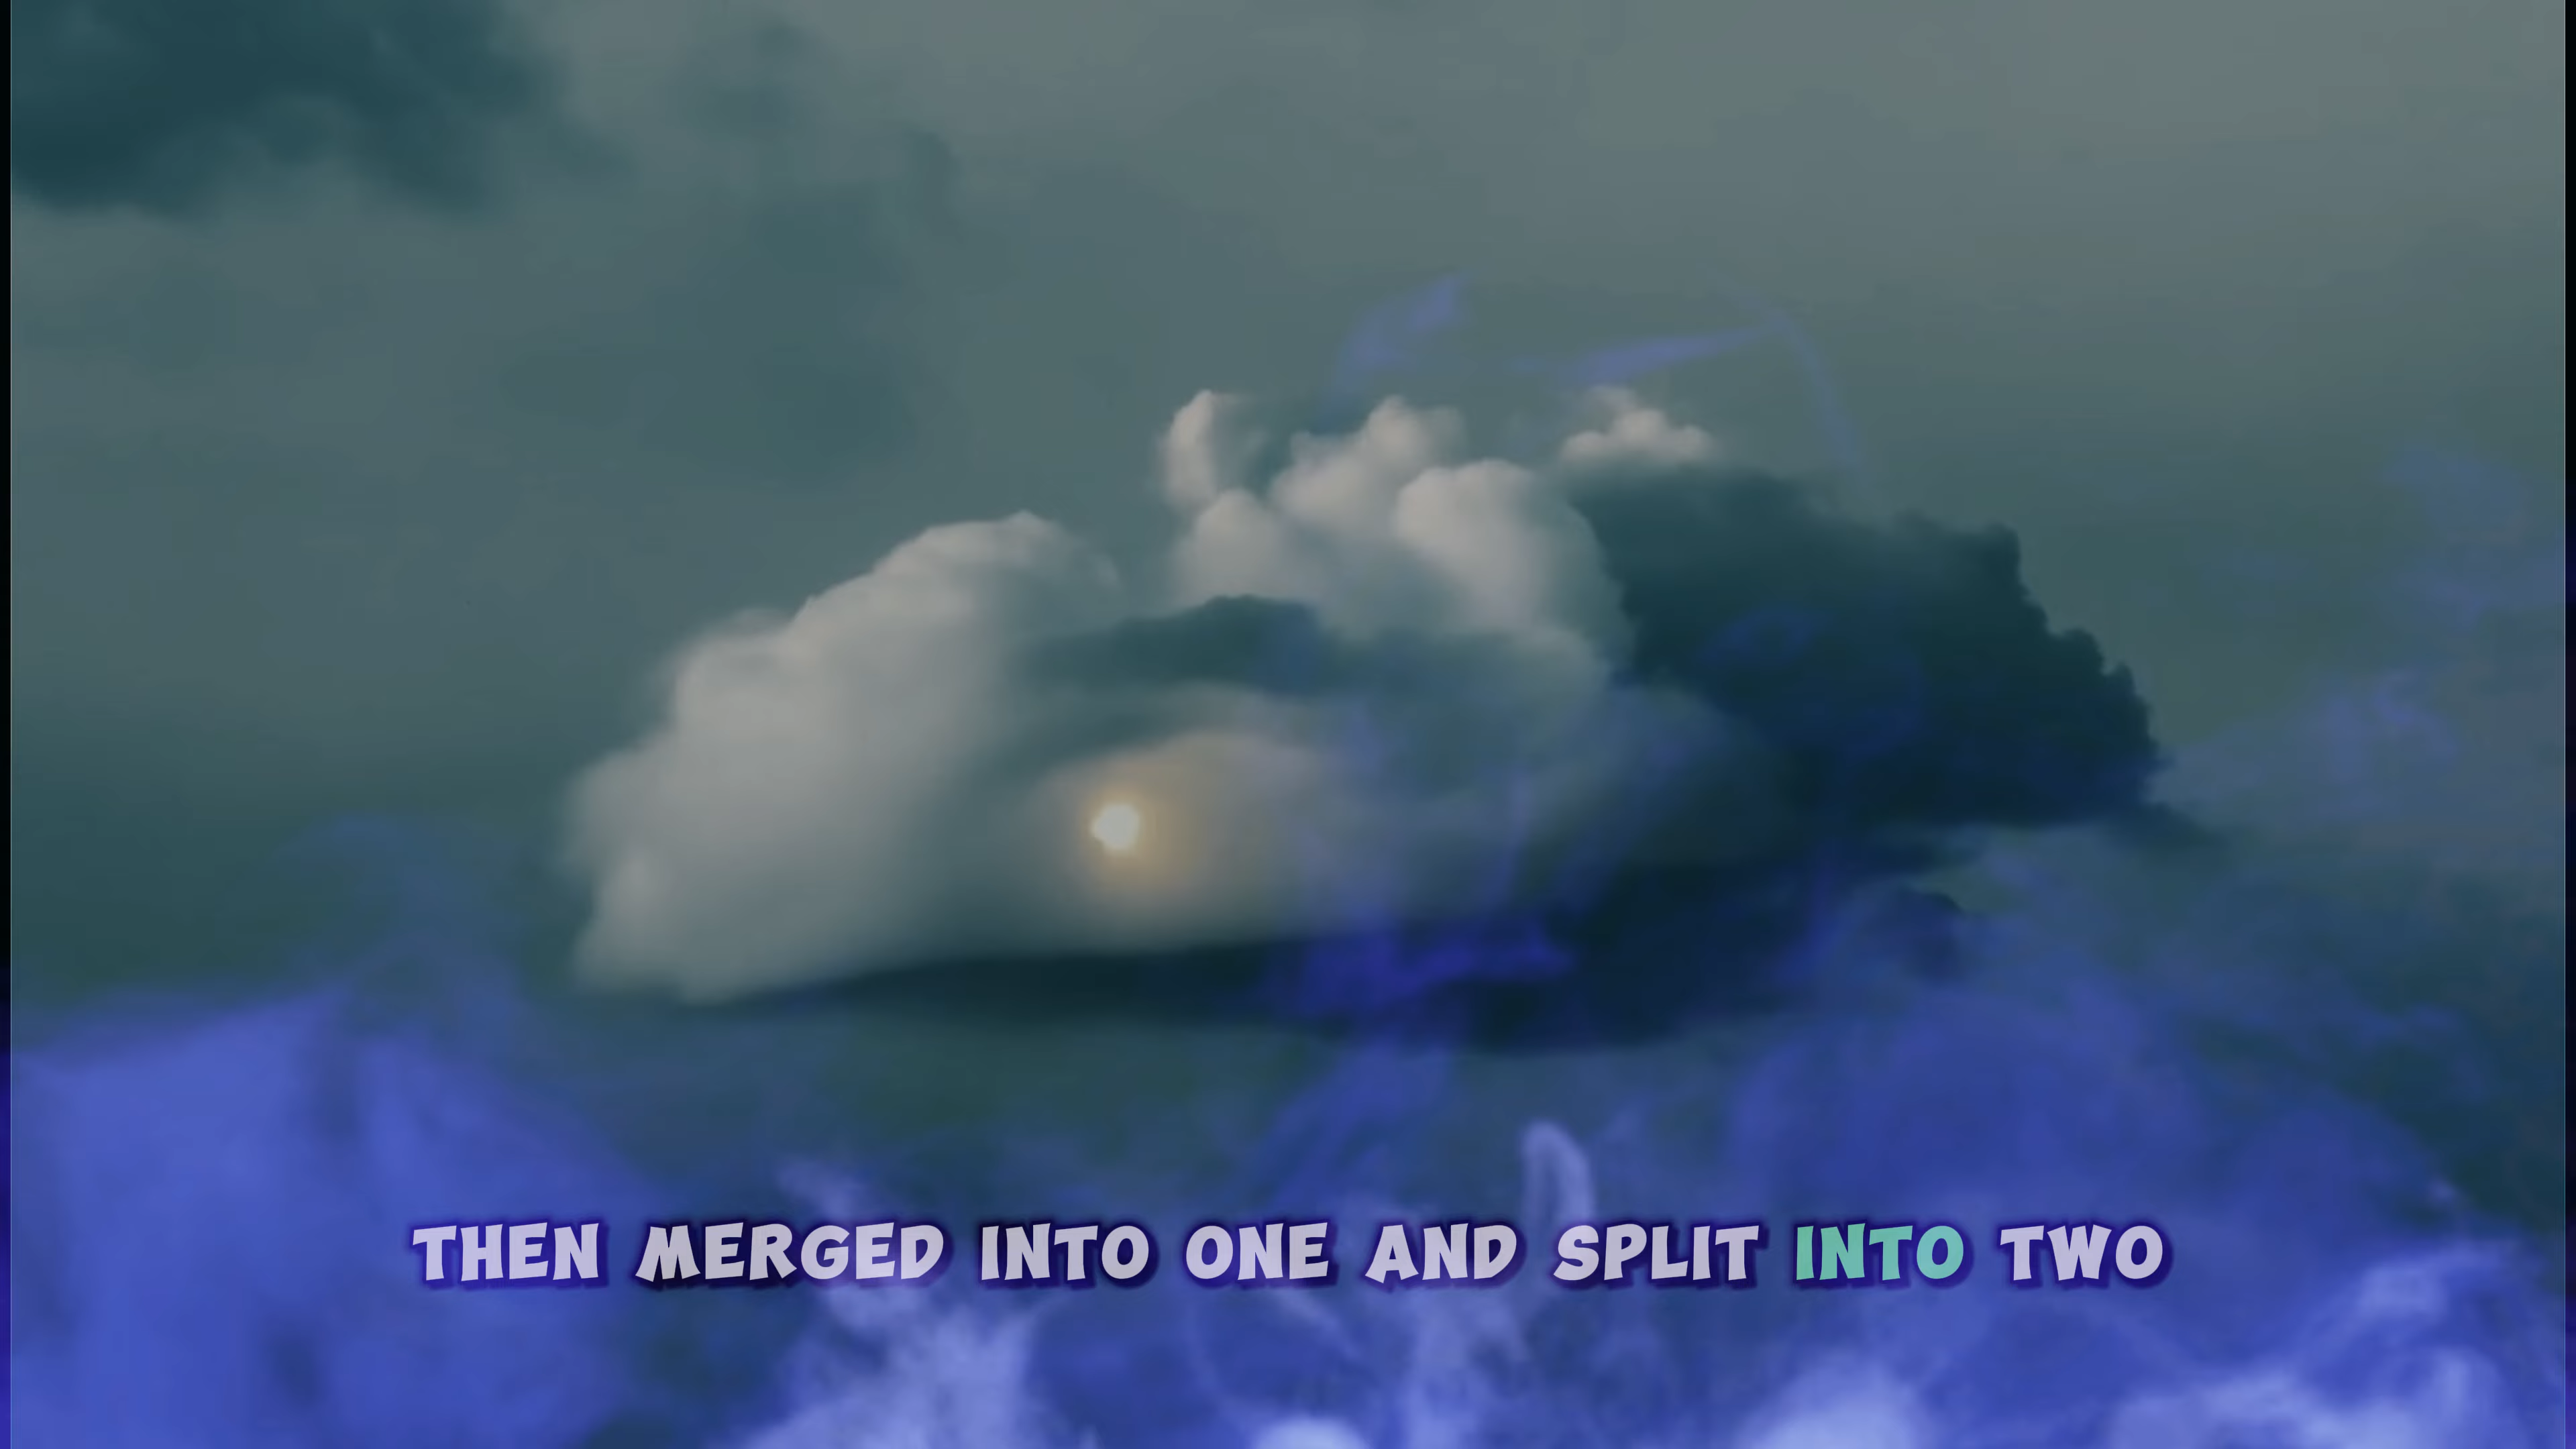 THEN MERGED INTO ONE AND SPLIT INTO TWO